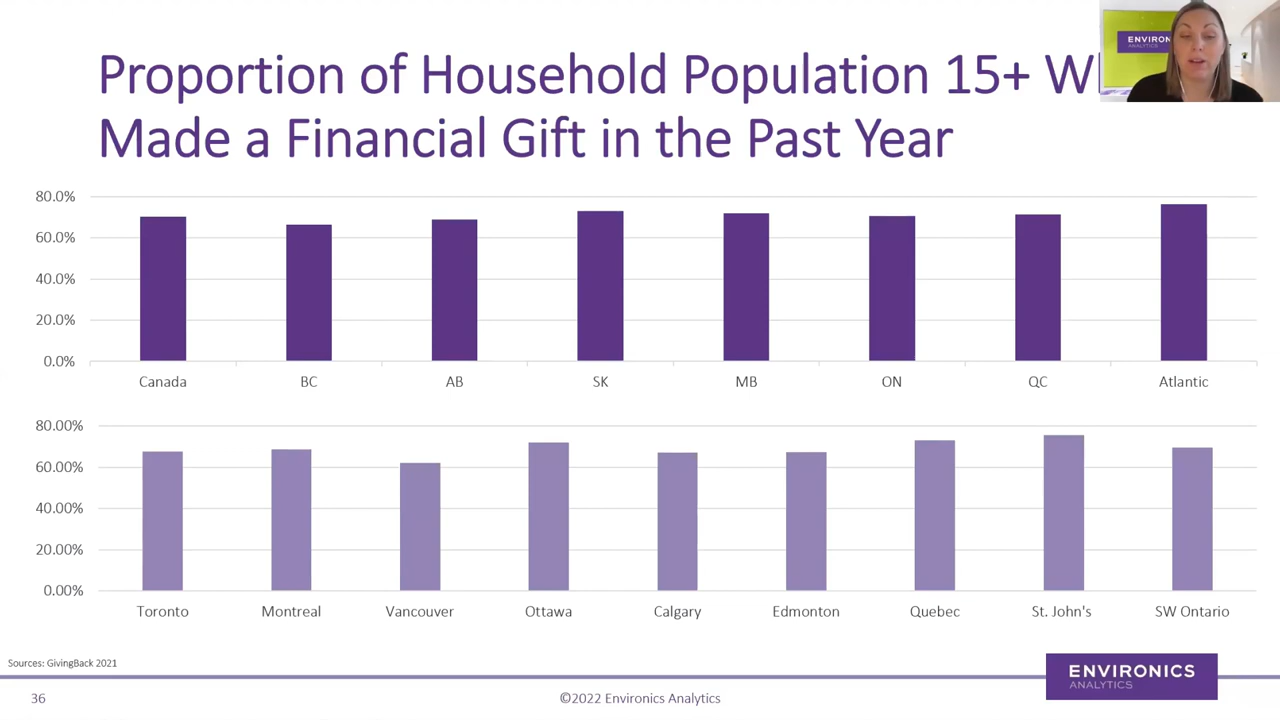 Proportion of Household Population 15+
Made a Financial Gift in the Past Year
ENVIRON
ANALYTICS
80.0%
60.0%
40.0%
20.0%
0.0%
Canada BC AB SK MB ON QC Atlantic
80.00%
60.00%
40.00%
20.00%
0.00%
Toronto Montreal Vancouver Ottawa Calgary Edmonton Quebec St. John's SW Ontario
Sources: GivingBack 2021
36
©2022 Environics Analytics
ENVIRONICS
ANALYTICS